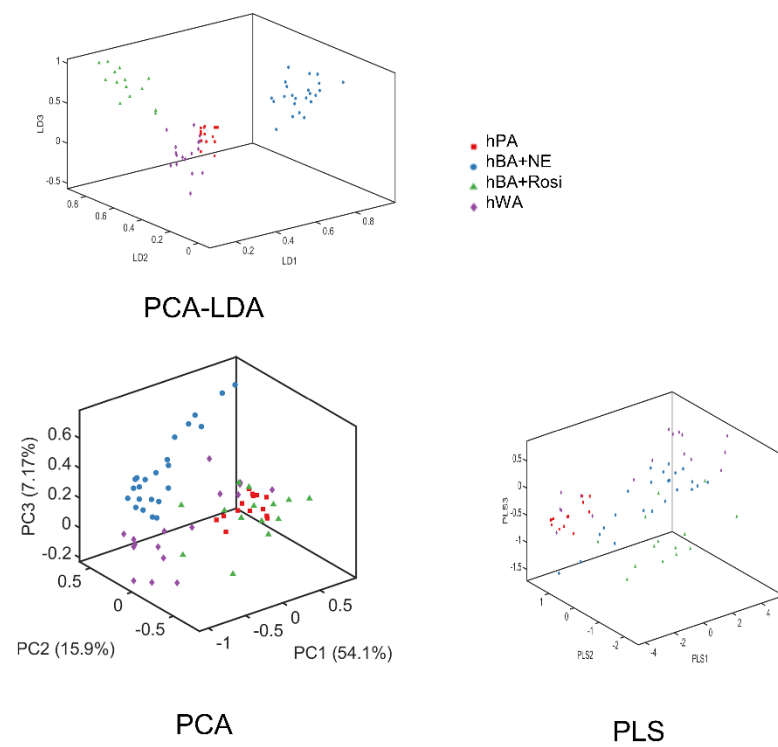 1
0.5
0
-0.5
LD3
0.8
0.6
0.4
0.2
0
LD2
0.2
0.4
0.6
0.8
LD1
hPA
hBA+NE
hBA+Rosi
hWA
PCA-LDA
0.6
0.4
0.2
0
-0.2
PC3 (7.17%)
0.5
0
-0.5
PC2 (15.9%)
-1
-0.5
0
0.5
PC1 (54.1%)
PCA
0.5
0
-0.5
-1
-1.5
PLS3
1
0
-1
-2
PLS2
-4
-2
0
2
4
PLS1
PLS